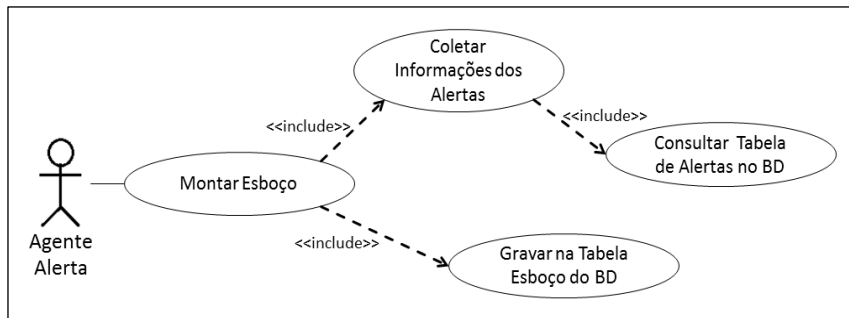 Coletar
Informações dos
Alertas
<<include>>
<<include>>
Consultar Tabela
de Alertas no BD
Montar Esboço
Agente
Alerta
<<include>>
Gravar na Tabela
Esboço do BD